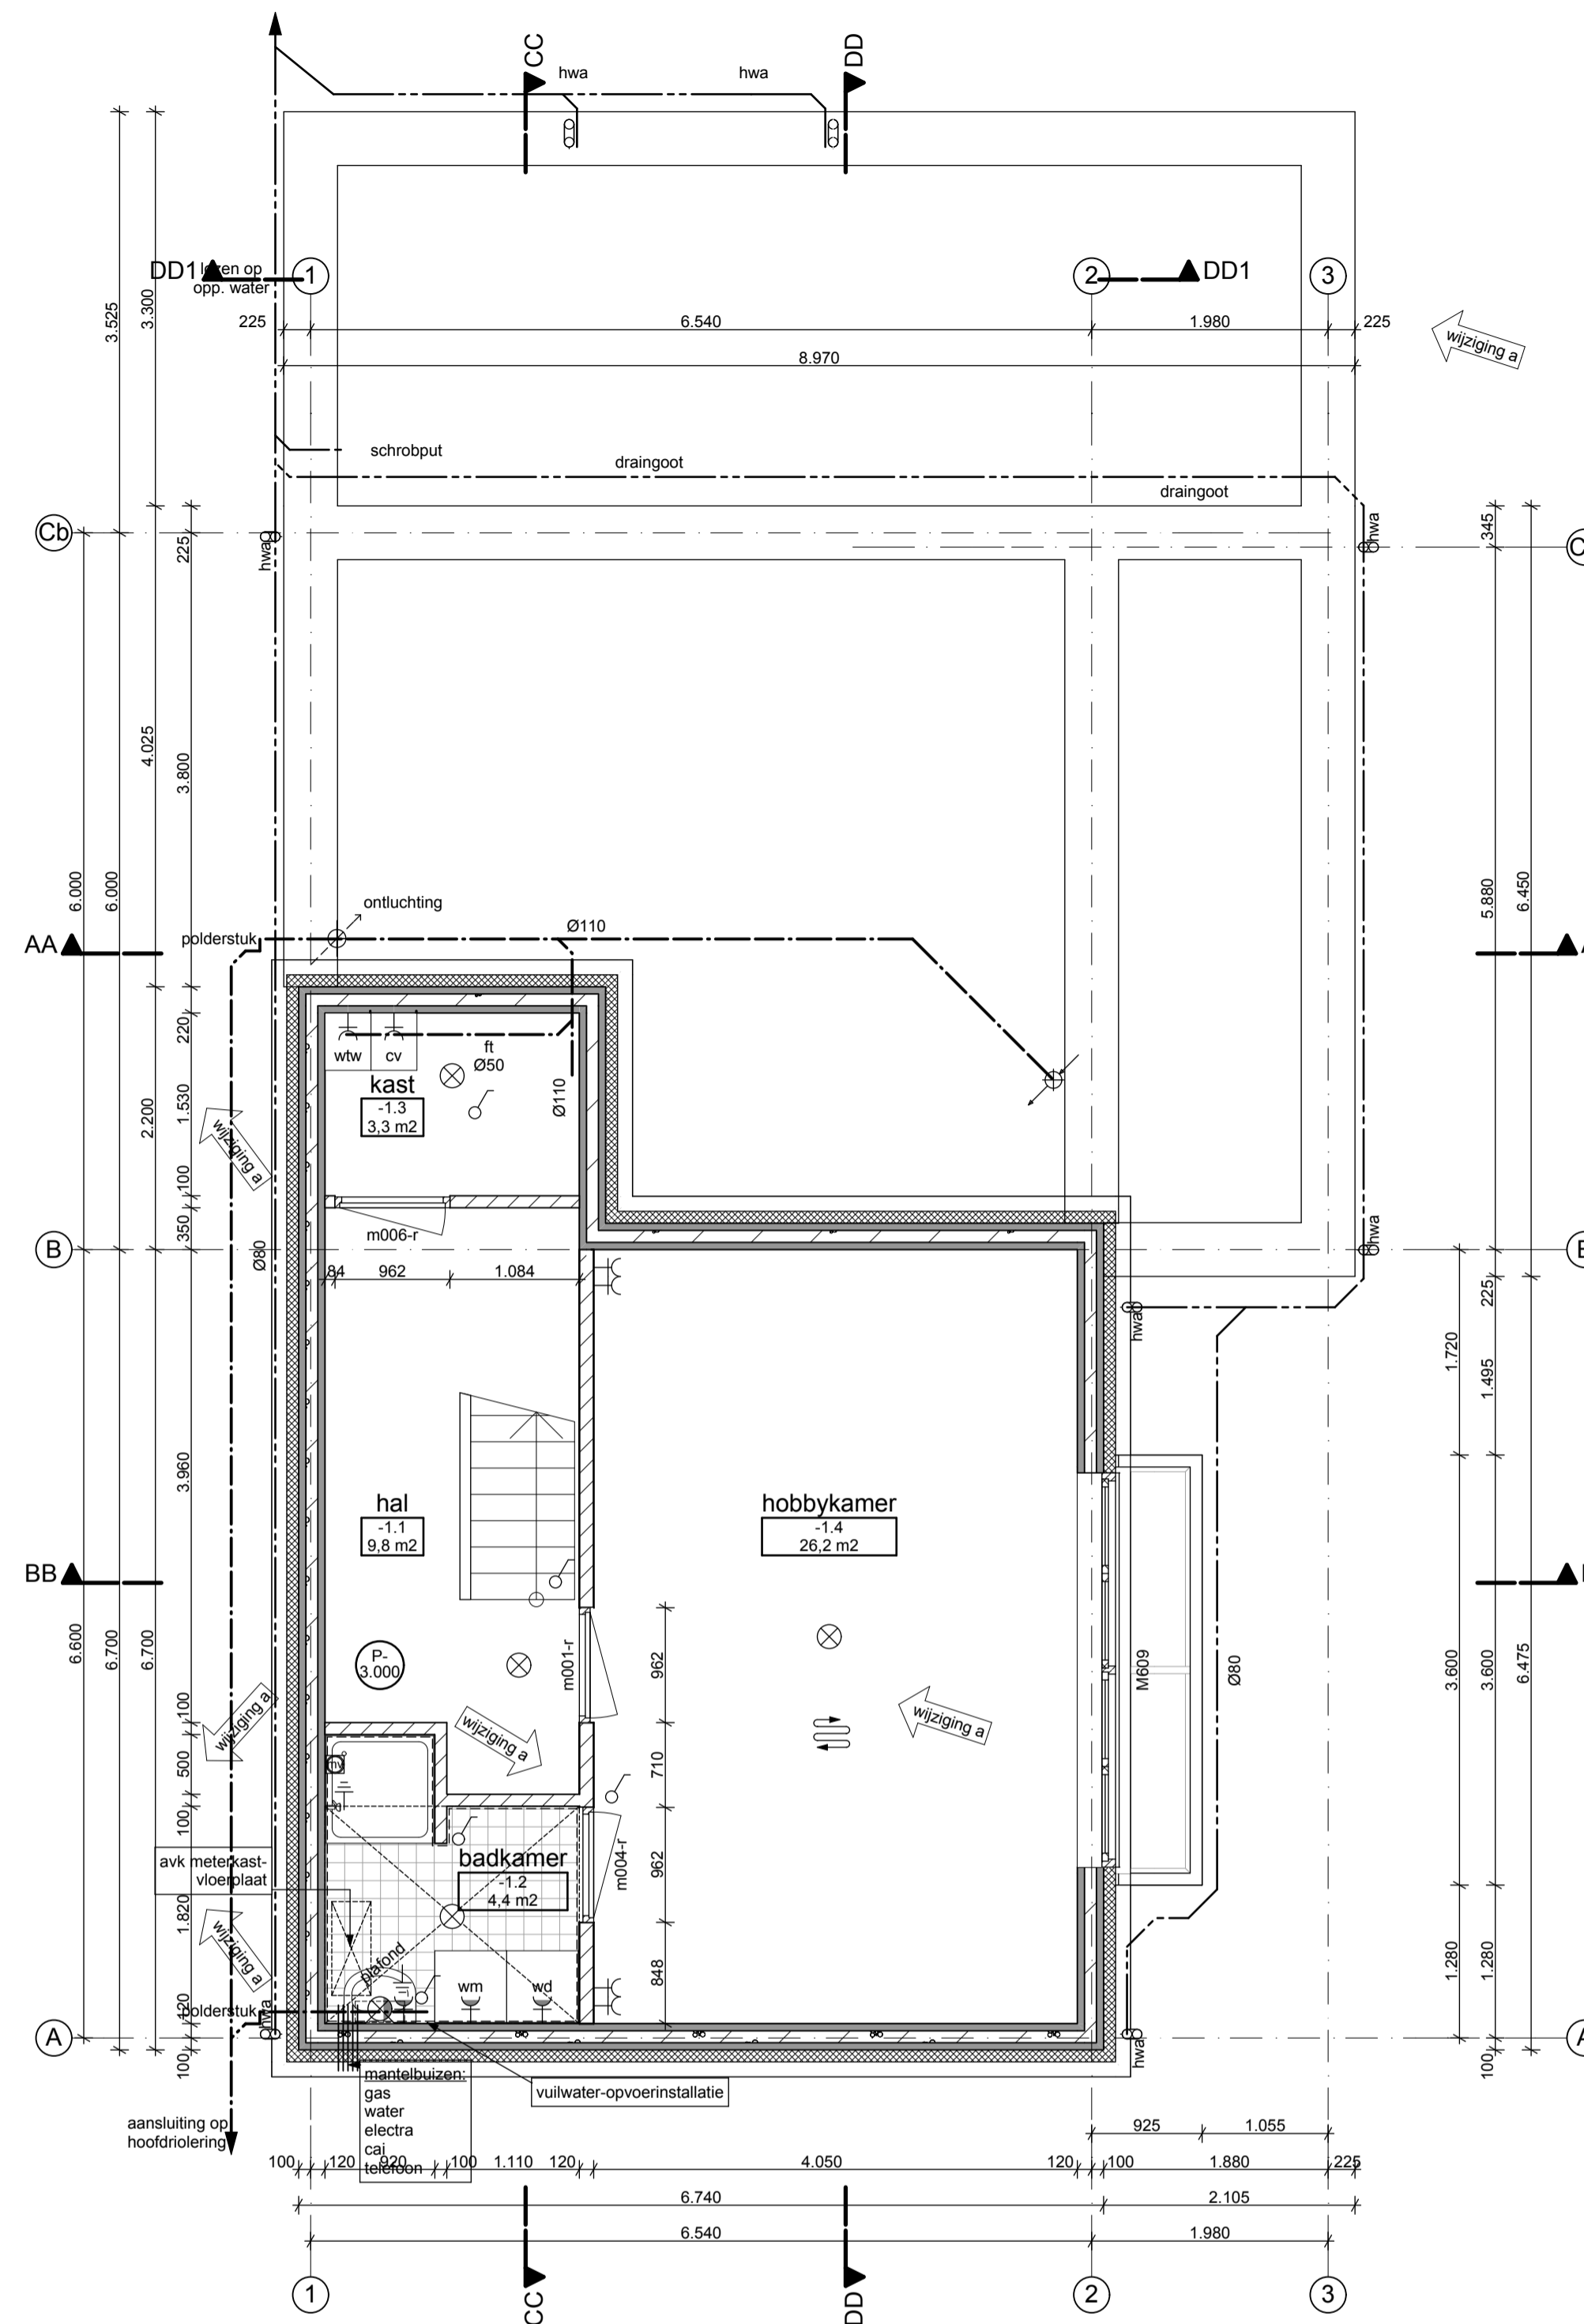 CC
DD
hwa
hwa
DD1
lozen op
opp. water
1
2
DD1
3
225
6.540
1.980
225
8.970
wijziging a
3.525
3.300
schrobput
draingoot
draingoot
Cb
hwa
225
hwa
345
C
4.025
3.800
6.000
6.000
5.880
6.450
ontluchting
polderstuk
Ø110
AA
A
220
wtw
cv
ft
Ø50
kast
-1.3
3,3 m2
Ø110
2.200
1.530
wijziging a
100
350
m006-r
B
Ø80
84
962
1.084
hwa
B
hwa
225
1.720
1.495
3.960
hal
-1.1
9,8 m2
hobbykamer
-1.4
26,2 m2
BB
6.600
6.700
6.700
P-
3.000
m001-r
962
M609
Ø80
3.600
3.600
6.475
100
wijziging a
wijziging a
wijziging a
500
mv
710
100
avk meterkast-
vloerplaat
badkamer
-1.2
4,4 m2
m004-r
962
1.820
wijziging a
plafond
wm
wd
848
1.280
1.280
120
polderstuk
hwa
A
A
hwa
100
100
mantelbuizen:
gas
water
electra
cai
telefoon
vuilwater-opvoerinstallatie
aansluiting op
hoofdriolering
925
1.055
100
120
920
100
1.110
120
4.050
120
100
1.880
225
6.740
2.105
6.540
1.980
1
CC
DD
2
3